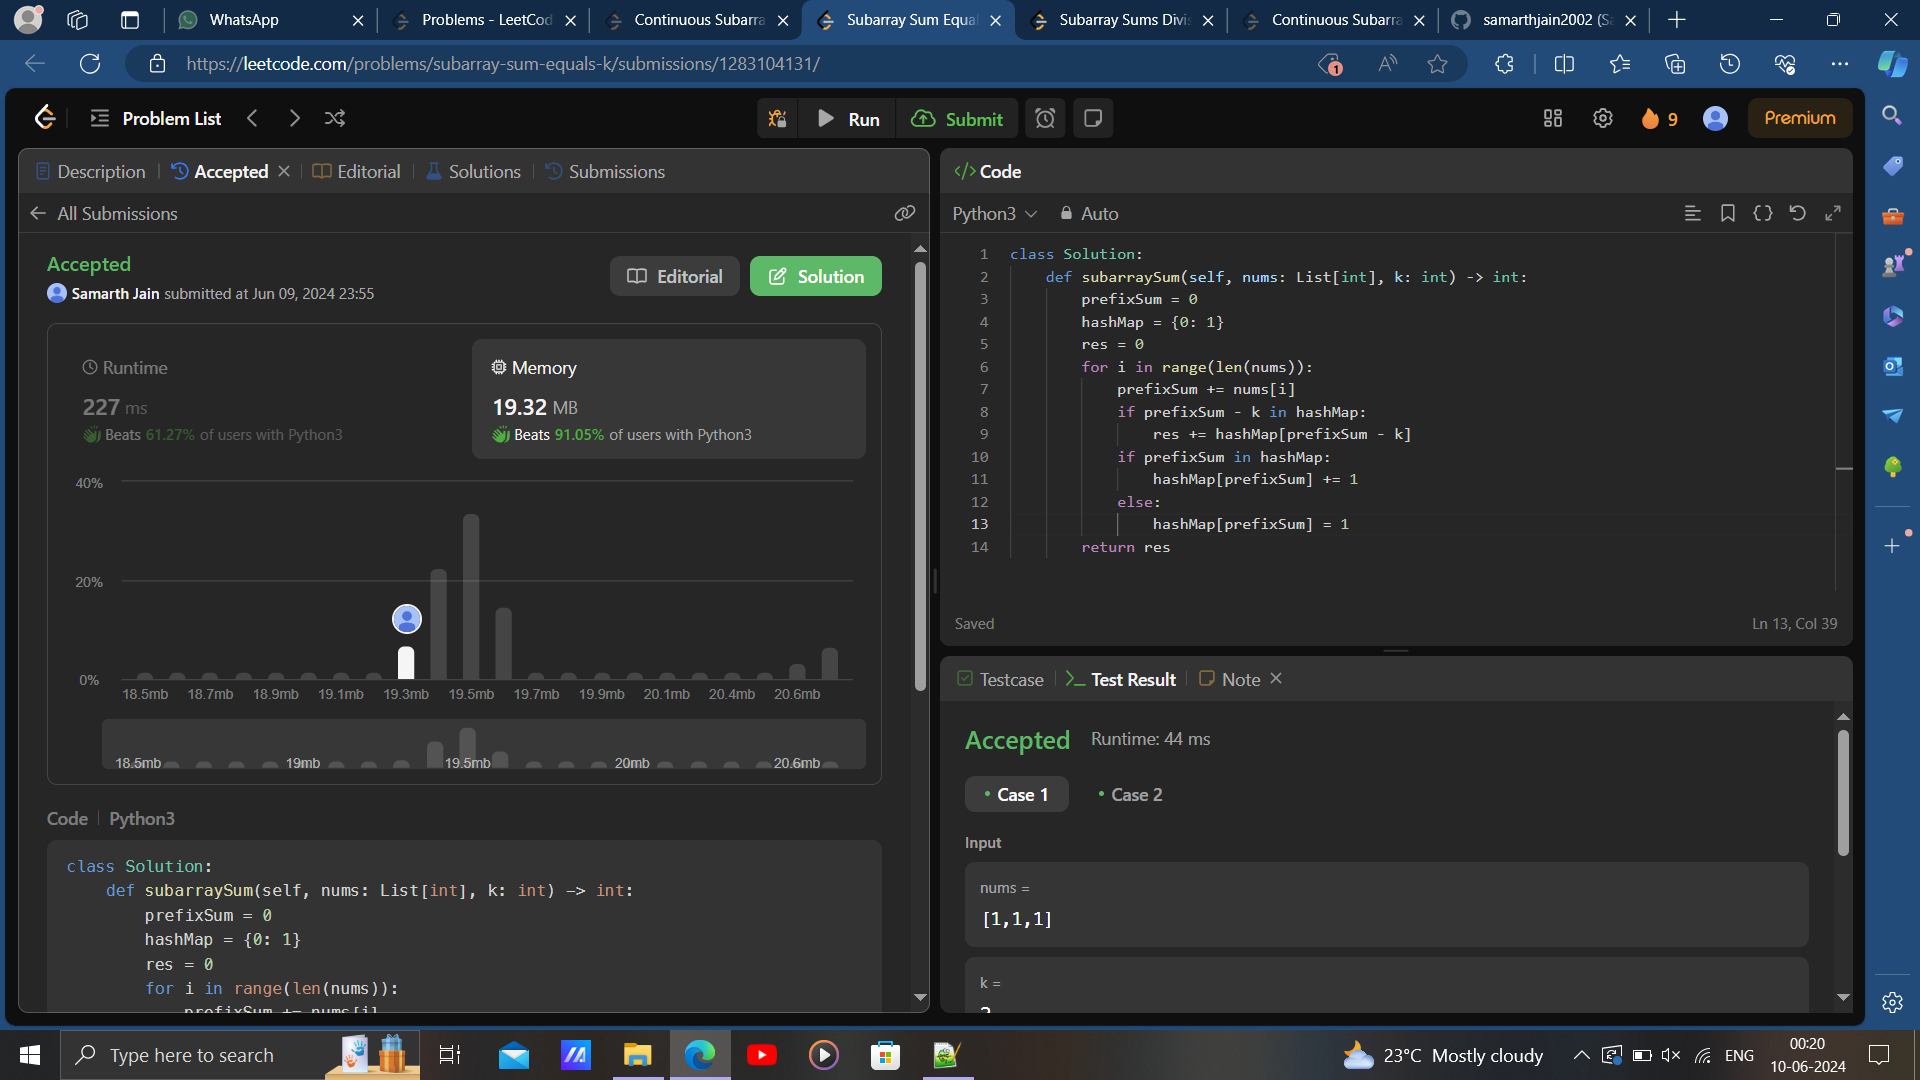 WhatsApp
Problems - LeetCod
Continuous Subarra
Subarray Sum Equal
Subarray Sums Divis
Continuous Subarra
samarthjain2002 (Sa
https://leetcode.com/problems/subarray-sum-equals-k/submissions/1283104131/
1
Problem List
Run
Submit
9
Premium
Description
Accepted
Editorial
Solutions
Submissions
All Submissions
Accepted
Samarth Jain submitted at Jun 09, 2024 23:55
Editorial
Solution
Runtime
227 ms
Beats 61.27% of users with Python3
Memory
19.32 MB
Beats 91.05% of users with Python3
40%
20%
0%
18.5mb 18.7mb 18.9mb 19.1mb 19.3mb 19.5mb 19.7mb 19.9mb 20.1mb 20.4mb 20.6mb
18.5mb 19mb 19.5mb 20mb 20.6mb
Code | Python3
class Solution:
def subarraySum(self, nums: List[int], k: int) -> int:
prefixSum = 0
hashMap = {0: 1}
res = 0
for i in range(len(nums)):
prefixSum += nums[i]
</> Code
Python3
Auto
1 class Solution:
2 def subarraySum(self, nums: List[int], k: int) -> int:
3 prefixSum = 0
4 hashMap = {0: 1}
5 res = 0
6 for i in range(len(nums)):
7 prefixSum += nums[i]
8 if prefixSum - k in hashMap:
9 res += hashMap[prefixSum - k]
10 if prefixSum in hashMap:
11 hashMap[prefixSum] += 1
12 else:
13 hashMap[prefixSum] = 1
14 return res
Saved
Ln 13, Col 39
Testcase
Test Result
Note
Accepted
Runtime: 44 ms
Case 1
Case 2
Input
nums =
[1,1,1]
k =
2
Type here to search
23°C Mostly cloudy
ENG
00:20
10-06-2024